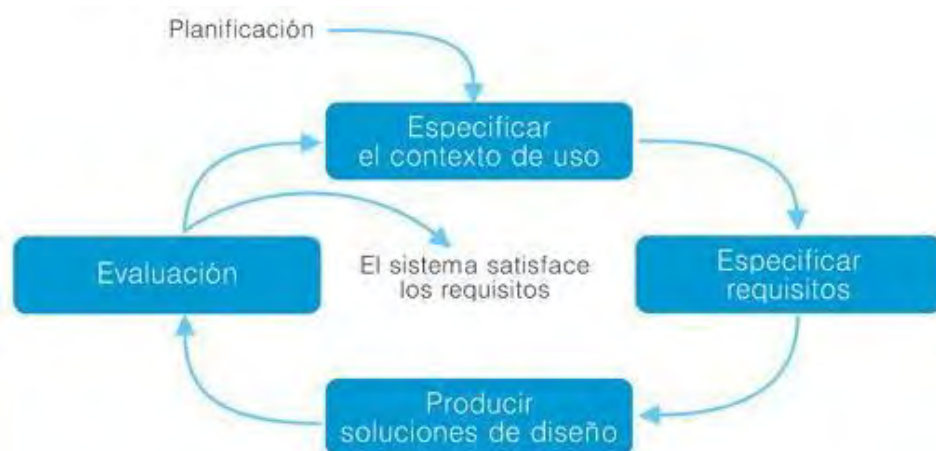 Planificación
Especificar
el contexto de uso
Evaluación
El sistema satisface
los requisitos
Especificar
requisitos
Producir
soluciones de diseño